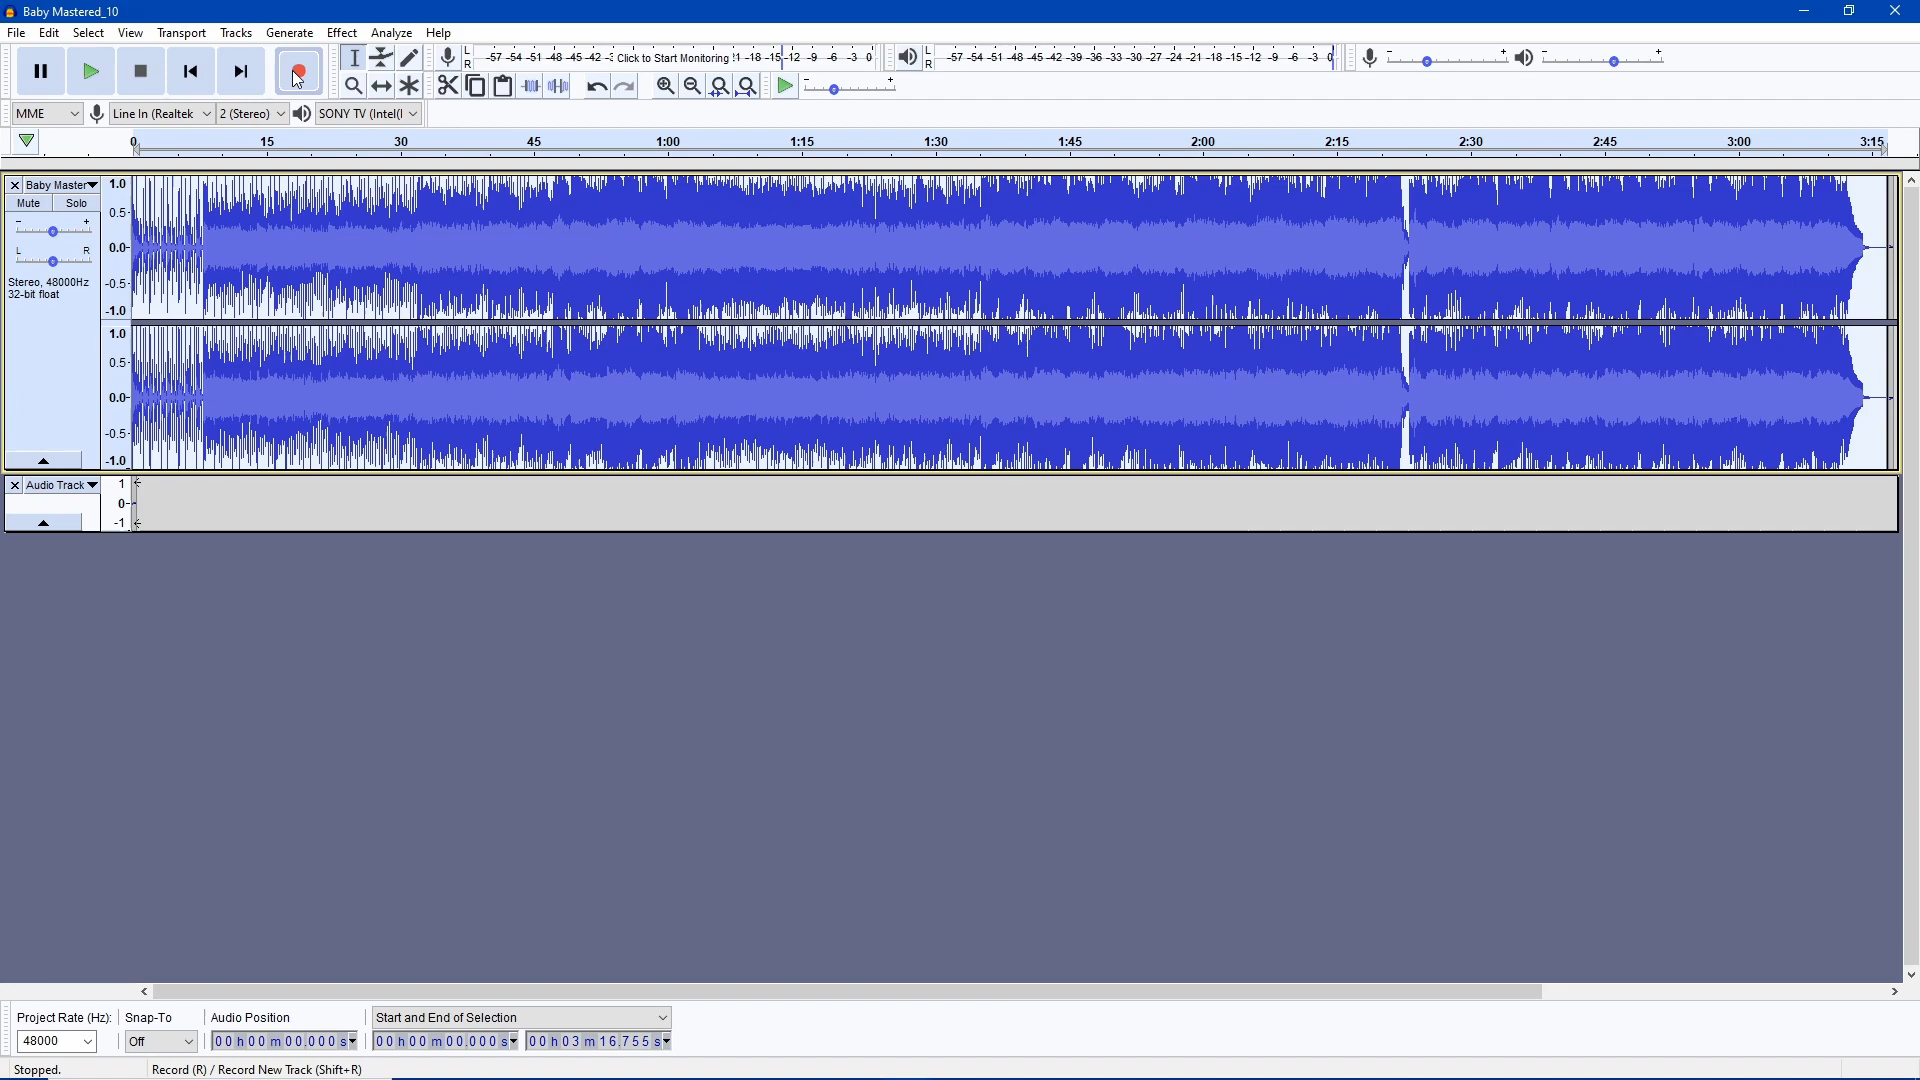 Baby Mastered_10
File Edit Select View Transport Tracks Generate Effect Analyze Help
L R -57 -54 -51 -48 -45 -42 -3 Click to Start Monitoring !1 -18 -15 -12 -9 -6 -3 0
L R -57 -54 -51 -48 -45 -42 -39 -36 -33 -30 -27 -24 -21 -18 -15 -12 -9 -6 -3 0
- + - +
- +
MME Line In (Realtek 2 (Stereo) SONY TV (Intel(I
0 15 30 45 1:00 1:15 1:30 1:45 2:00 2:15 2:30 2:45 3:00 3:15
Baby Master 1.0
Mute Solo
- + 0.5-
L R 0.0-
Stereo, 48000Hz -0.5-
32-bit float
-1.0
1.0
0.5-
0.0-
-0.5-
-1.0
Audio Track 1
0-
-1
Project Rate (Hz): Snap-To Audio Position Start and End of Selection
48000 Off 00 h 00 m 00.000 s 00 h 00 m 00.000 s 00 h 03 m 16.755 s
Stopped. Record (R) / Record New Track (Shift+R)